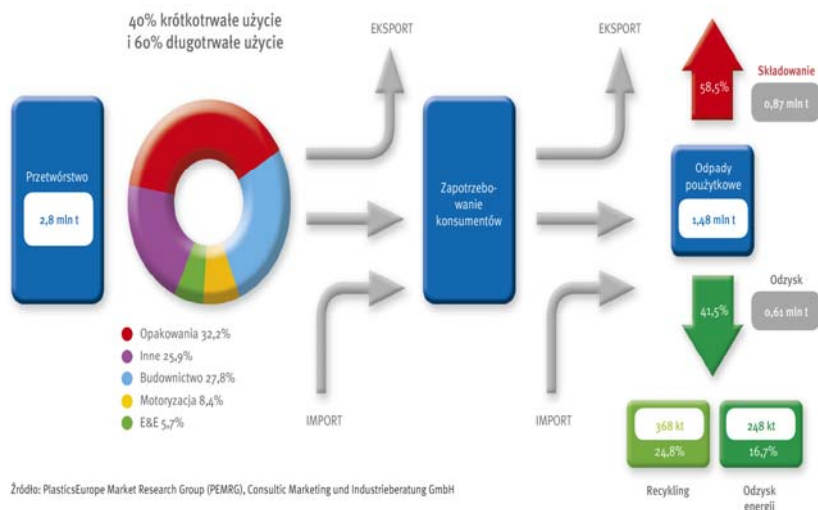 40% krótkotrwałe użycie
i 60% długotrwałe użycie
EKSPORT
EKSPORT
58,5%
Składowanie
0,87 mln t
Przetwórstwo
2,8 mln t
Zapotrzebo-
wanie
konsumentów
Odpady
poużytkowe
1,48 mln t
Odzysk
41,5%
0,61 mln t
Opakowania 32,2%
Inne 25,9%
Budownictwo 27,8%
Motoryzacja 8,4%
E&E 5,7%
IMPORT
IMPORT
368 kt
24,8%
248 kt
16,7%
Recykling
Odzysk
energii
Źródło: PlasticsEurope Market Research Group (PEMRG), Consultic Marketing und Industrieberatung GmbH